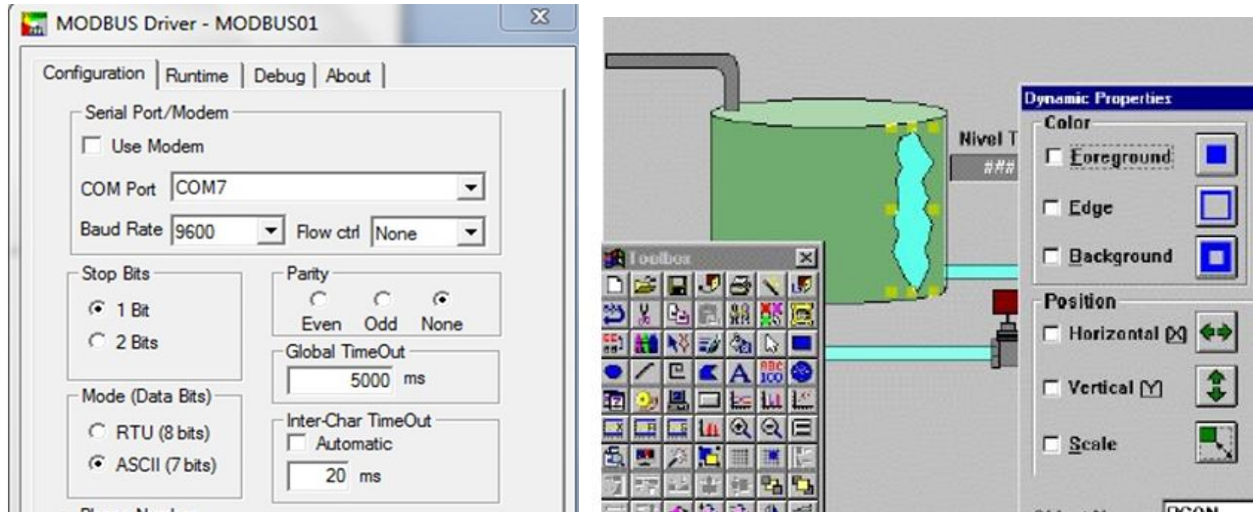 MODBUS Driver - MODBUS01
Configuration Runtime Debug About
Serial Port/Modem
Use Modem
COM Port COM7
Baud Rate 9600 Flow ctrl None
Stop Bits
1 Bit
2 Bits
Parity
Even Odd None
Global TimeOut
5000 ms
Mode (Data Bits)
RTU (8 bits)
ASCII (7 bits)
Inter-Char TimeOut
Automatic
20 ms
Nivel T
###
Toolbox
A
ABC
100
Dynamic Properties
Color
Foreground
Edge
Background
Position
Horizontal (X)
Vertical (Y)
Scale